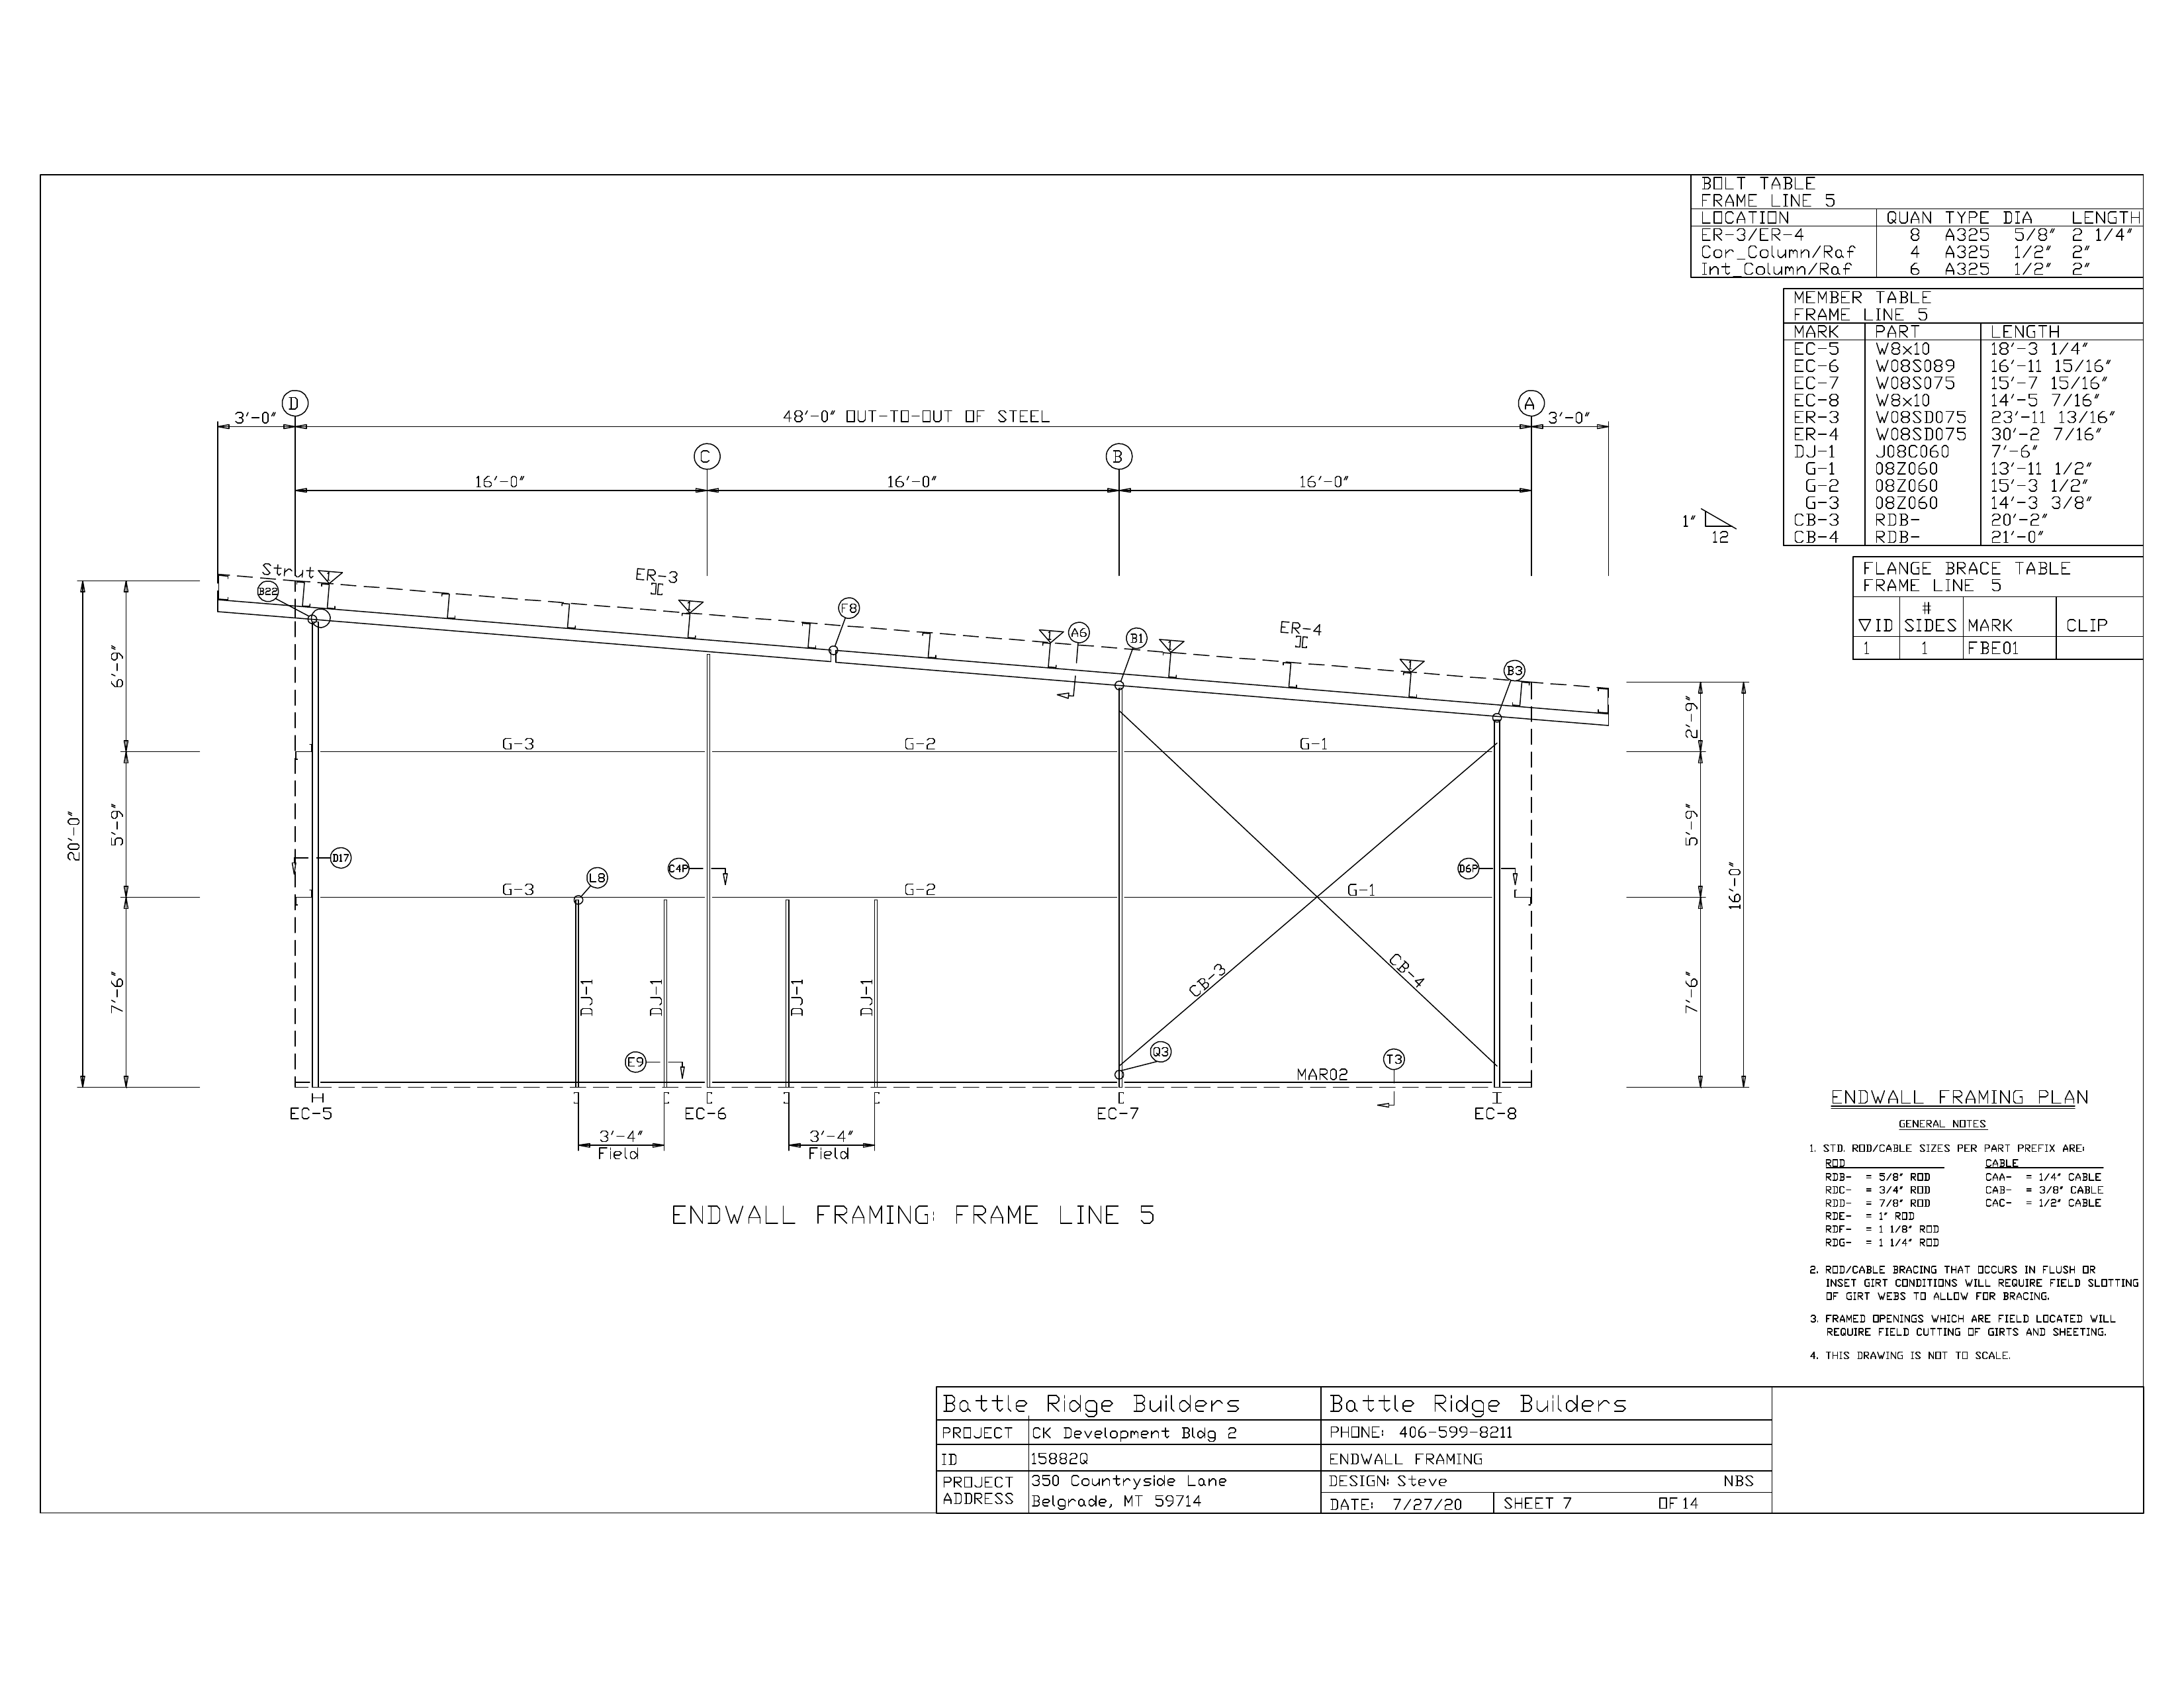 BOLT TABLE
FRAME LINE 5
LOCATION QUAN TYPE DIA LENGTH
ER-3/ER-4 8 A325 5/8" 2 1/4"
Cor_Column/Raf 4 A325 1/2" 2"
Int_Column/Raf 6 A325 1/2" 2"
MEMBER TABLE
FRAME LINE 5
MARK PART LENGTH
EC-5 W8x10 18'-3 1/4"
EC-6 W08S089 16'-11 15/16"
EC-7 W08S075 15'-7 15/16"
EC-8 W8x10 14'-5 7/16"
ER-3 W08SD075 23'-11 13/16"
ER-4 W08SD075 30'-2 7/16"
DJ-1 J08C060 7'-6"
G-1 08Z060 13'-11 1/2"
G-2 08Z060 15'-3 1/2"
G-3 08Z060 14'-3 3/8"
CB-3 RDB- 20'-2"
CB-4 RDB- 21'-0"
FLANGE BRACE TABLE
FRAME LINE 5
▽ID # SIDES MARK CLIP
1 1 FBE01
D A
3'-0" 48'-0" OUT-TO-OUT OF STEEL 3'-0"
C B
16'-0" 16'-0" 16'-0"
1"
12
Strut ER-3
B22 F8
ER-4
A6 B1
B3
6'-9" 2'-9"
G-3 G-2 G-1
20'-0" 5'-9" 5'-9" 16'-0"
D17 C4P D6P
L8
G-3 G-2 G-1
CB-3 CB-4
7'-6" DJ-1 DJ-1 DJ-1 DJ-1 7'-6"
E9 Q3 T3
MAR02
EC-5 EC-6 EC-7 EC-8
3'-4" 3'-4"
Field Field
ENDWALL FRAMING: FRAME LINE 5
ENDWALL FRAMING PLAN
GENERAL NOTES
1. STD. ROD/CABLE SIZES PER PART PREFIX ARE:
ROD CABLE
RDB- = 5/8" ROD CAA- = 1/4" CABLE
RDC- = 3/4" ROD CAB- = 3/8" CABLE
RDD- = 7/8" ROD CAC- = 1/2" CABLE
RDE- = 1" ROD
RDF- = 1 1/8" ROD
RDG- = 1 1/4" ROD
2. ROD/CABLE BRACING THAT OCCURS IN FLUSH OR
INSET GIRT CONDITIONS WILL REQUIRE FIELD SLOTTING
OF GIRT WEBS TO ALLOW FOR BRACING.
3. FRAMED OPENINGS WHICH ARE FIELD LOCATED WILL
REQUIRE FIELD CUTTING OF GIRTS AND SHEETING.
4. THIS DRAWING IS NOT TO SCALE.
Battle Ridge Builders Battle Ridge Builders
PROJECT CK Development Bldg 2 PHONE: 406-599-8211
ID 15882Q ENDWALL FRAMING
PROJECT 350 Countryside Lane DESIGN: Steve NBS
ADDRESS Belgrade, MT 59714 DATE: 7/27/20 SHEET 7 OF 14